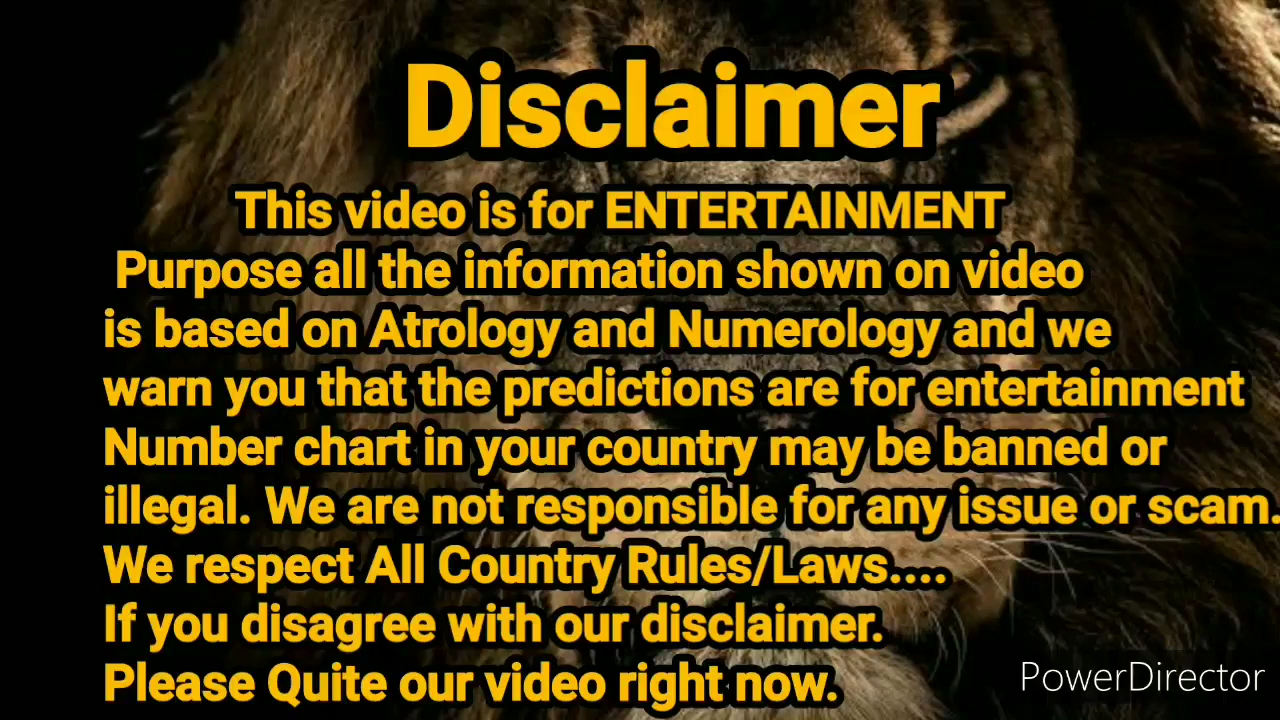 Disclaimer
This video is for ENTERTAINMENT
Purpose all the information shown on video
is based on Atrology and Numerology and we
warn you that the predictions are for entertainment
Number chart in your country may be banned or
illegal. We are not responsible for any issue or scam.
We respect All Country Rules/Laws....
If you disagree with our disclaimer.
Please Quite our video right now.
PowerDirector